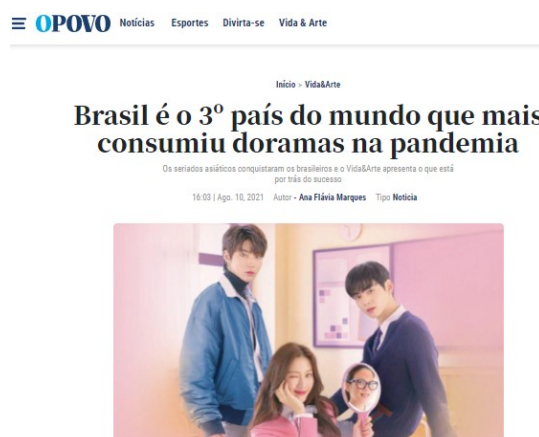 OPOVO Notícias Esportes Divirta-se Vida & Arte
Início > Vida&Arte
Brasil é o 3º país do mundo que mais
consumiu doramas na pandemia
Os seriados asiáticos conquistaram os brasileiros e o Vida&Arte apresenta o que está
por trás do sucesso
16:03 | Ago. 10, 2021 Autor - Ana Flávia Marques Tipo Notícia